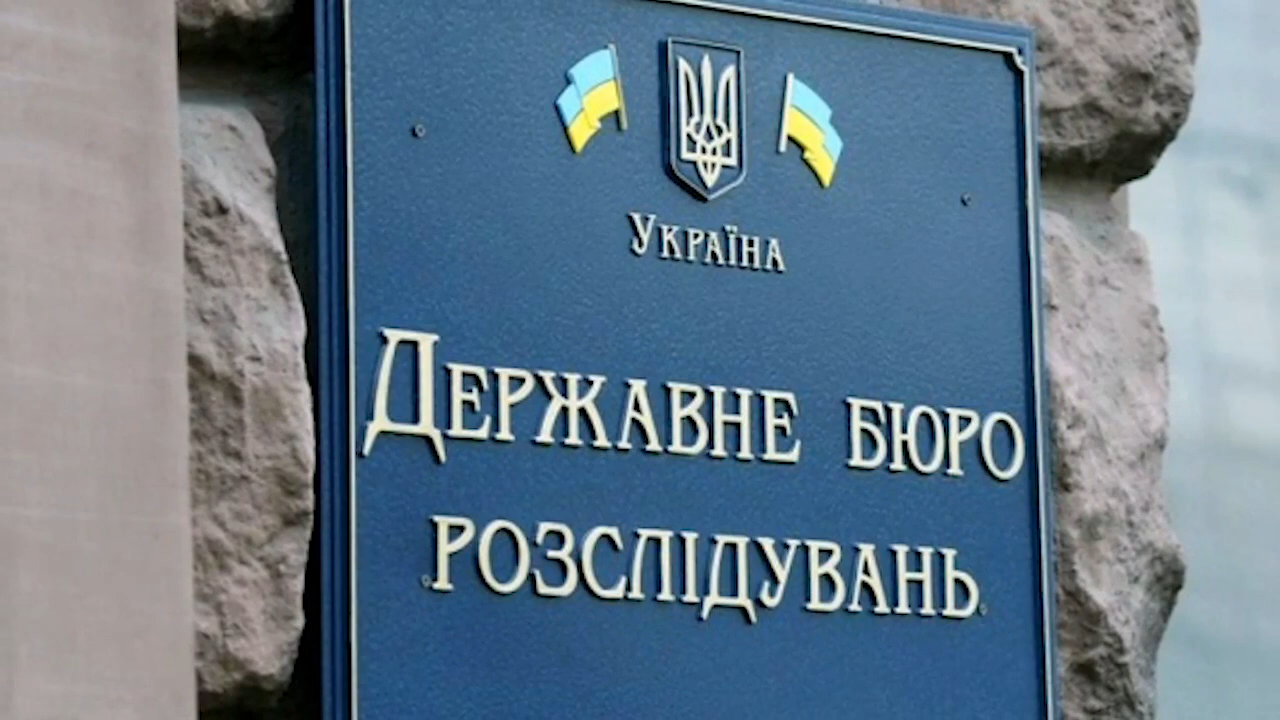 Україна
Державне бюро
розслідувань